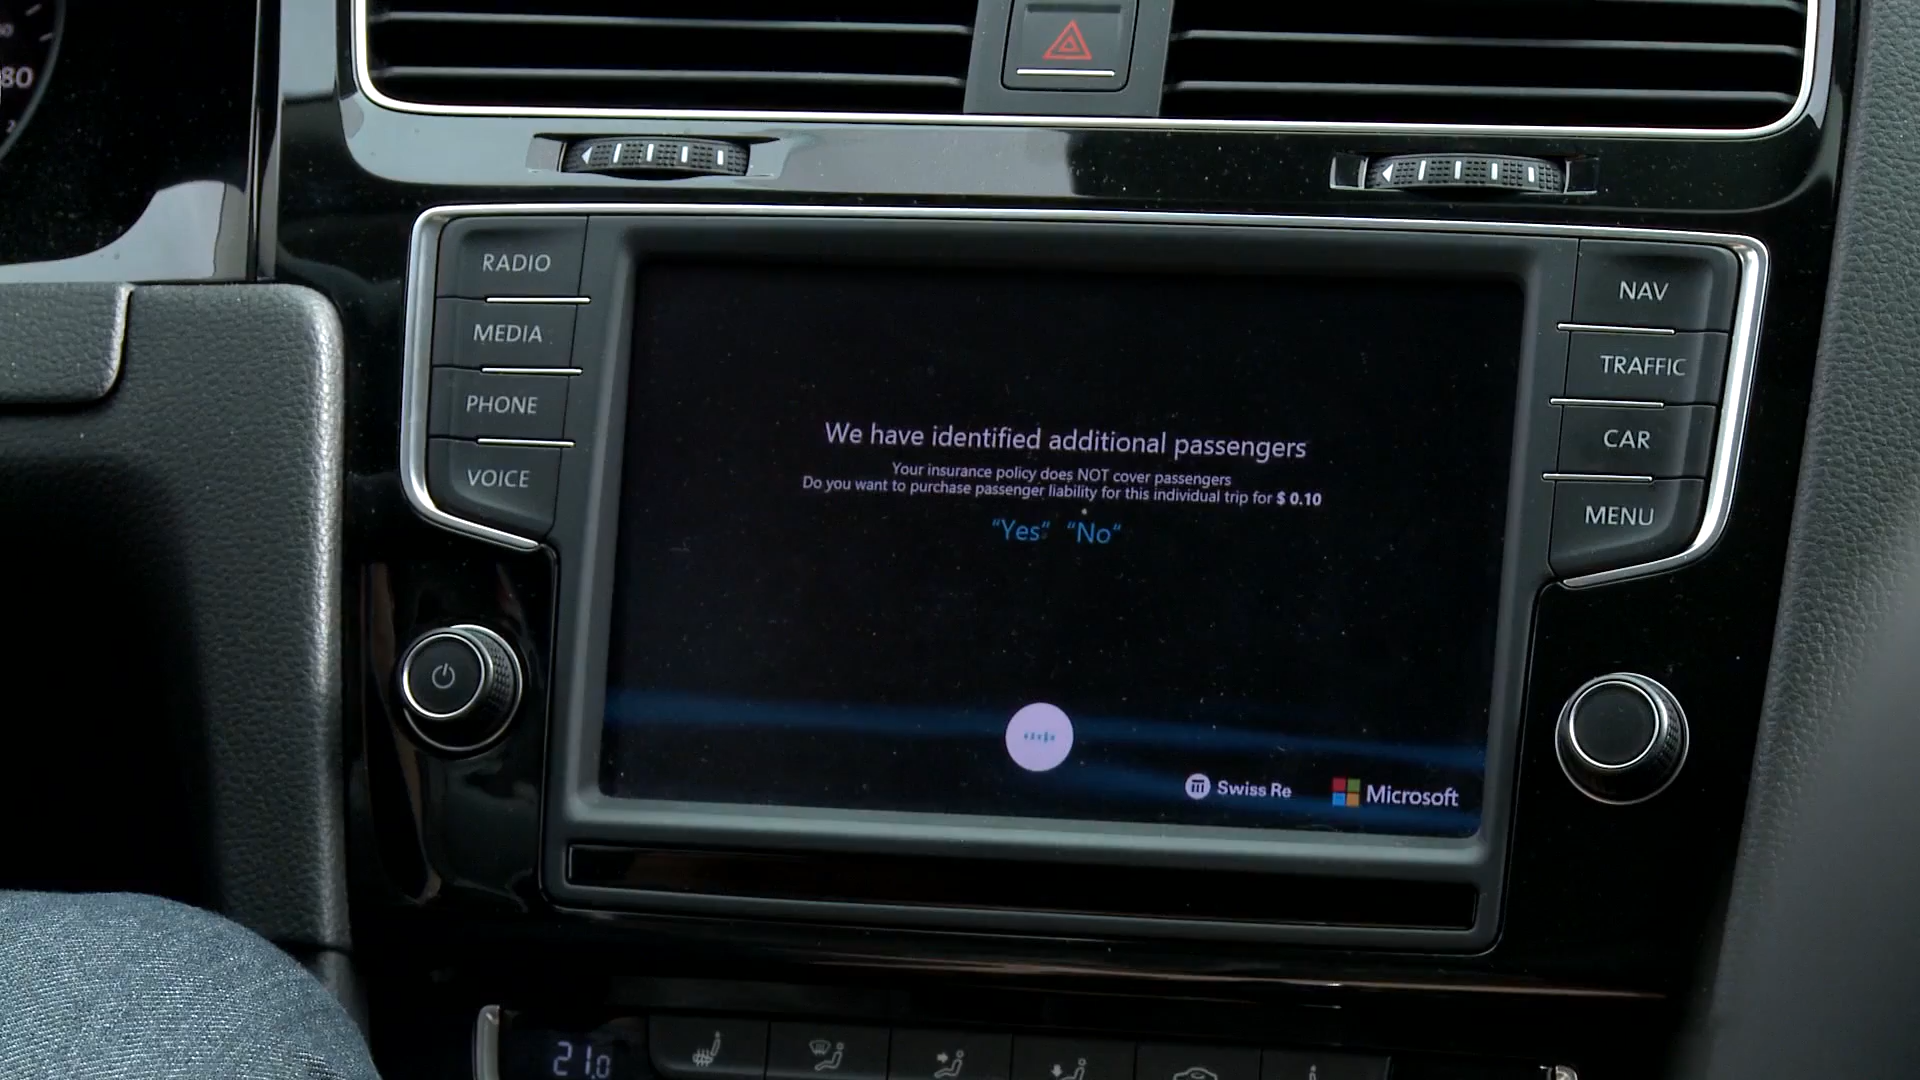 80
RADIO
MEDIA
PHONE
VOICE
We have identified additional passengers
Your insurance policy does NOT cover passengers
Do you want to purchase passenger liability for this individual trip for $ 0.10
“Yes“ “No“
Swiss Re
Microsoft
NAV
TRAFFIC
CAR
MENU
21.0